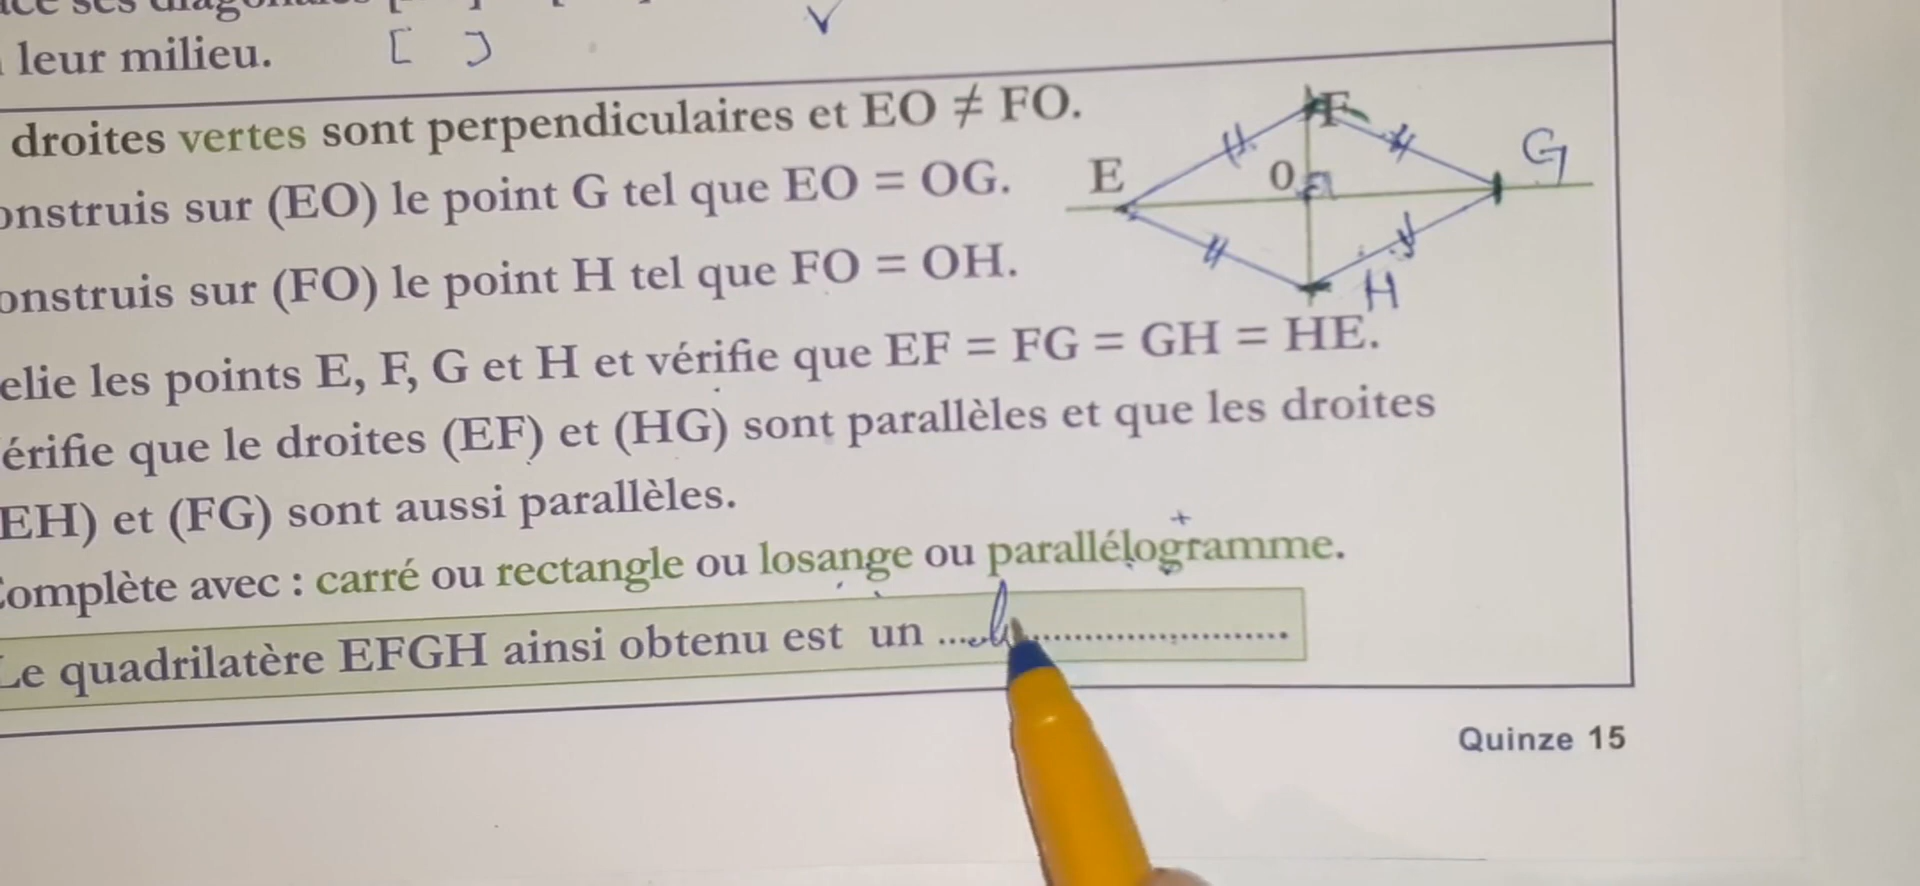 leur milieu. [ ]
droites vertes sont perpendiculaires et EO ≠ FO.
onstruis sur (EO) le point G tel que EO = OG.
onstruis sur (FO) le point H tel que FO = OH.
elie les points E, F, G et H et vérifie que EF = FG = GH = HE.
érifie que le droites (EF) et (HG) sont parallèles et que les droites
EH) et (FG) sont aussi parallèles.
omplète avec : carré ou rectangle ou losange ou parallélogramme.
Le quadrilatère EFGH ainsi obtenu est un
E
F
O
G
H
Quinze 15